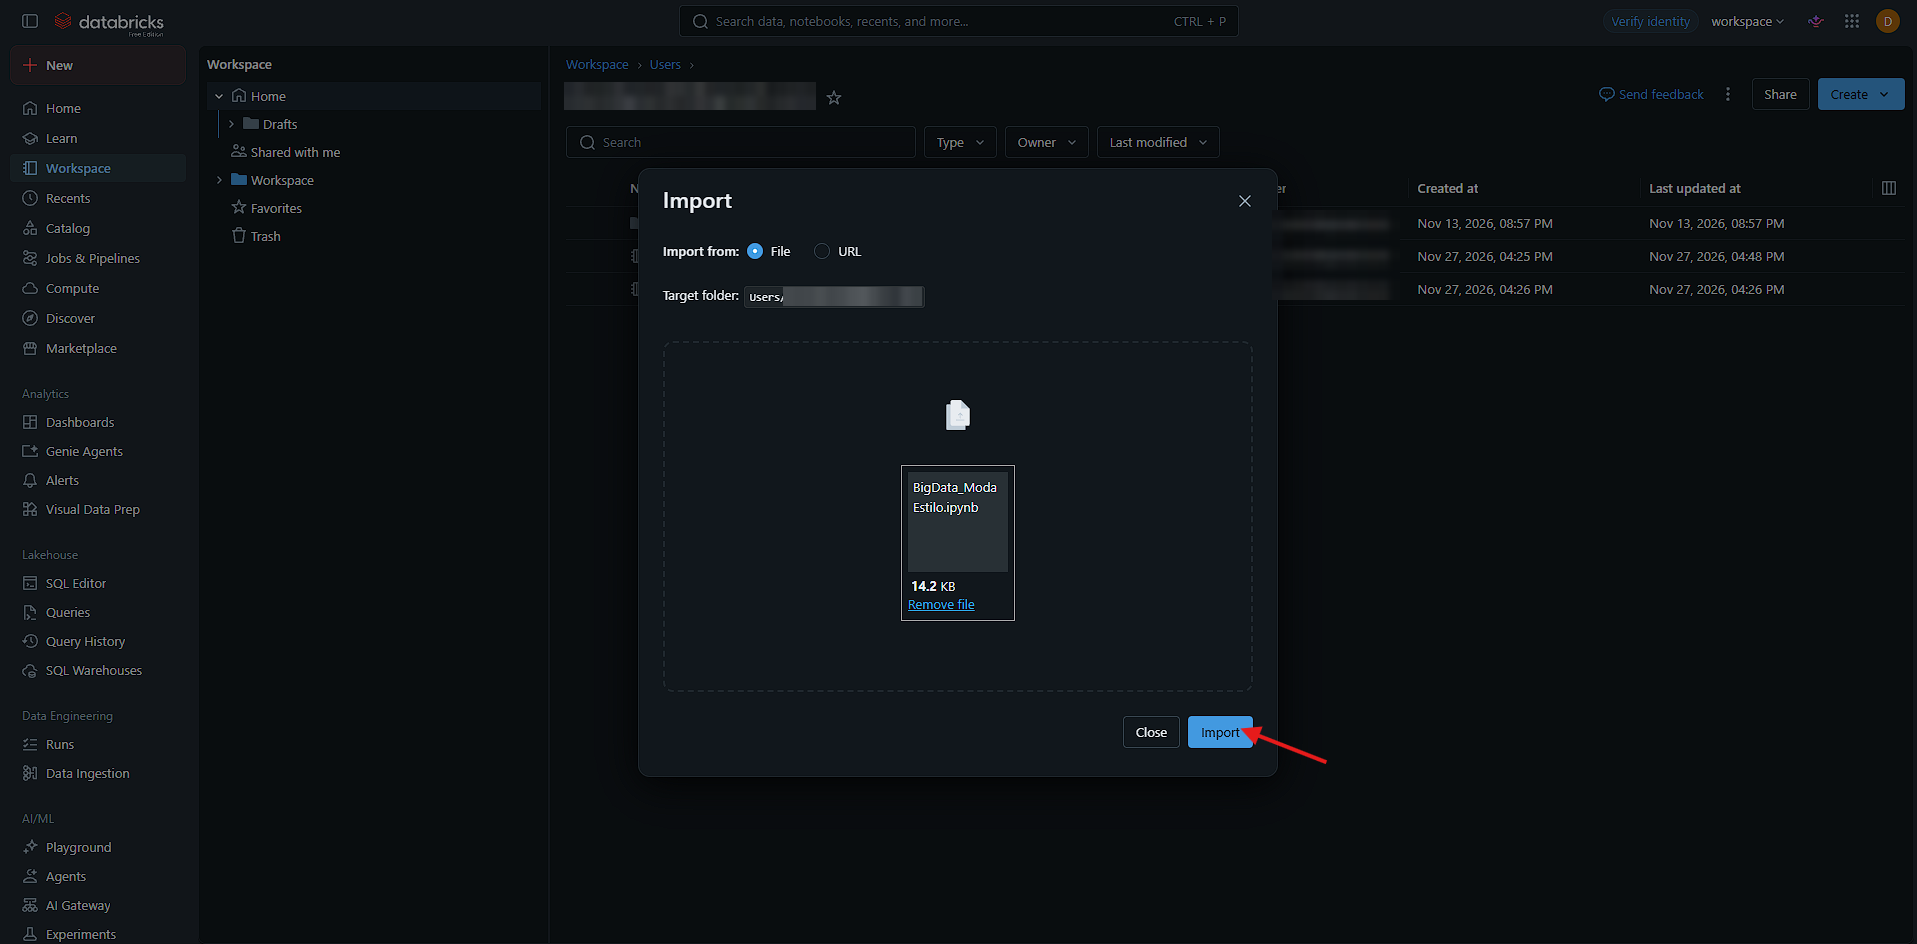 databricks
Free Edition
Search data, notebooks, recents, and more...
CTRL + P
Verify identity
workspace
D
New
Home
Learn
Workspace
Recents
Catalog
Jobs & Pipelines
Compute
Discover
Marketplace
Analytics
Dashboards
Genie Agents
Alerts
Visual Data Prep
Lakehouse
SQL Editor
Queries
Query History
SQL Warehouses
Data Engineering
Runs
Data Ingestion
AI/ML
Playground
Agents
AI Gateway
Experiments
Workspace
Home
Drafts
Shared with me
Workspace
Favorites
Trash
Workspace › Users ›
Send feedback
Share
Create
Search
Type
Owner
Last modified
Created at
Last updated at
Nov 13, 2026, 08:57 PM
Nov 13, 2026, 08:57 PM
Nov 27, 2026, 04:25 PM
Nov 27, 2026, 04:48 PM
Nov 27, 2026, 04:26 PM
Nov 27, 2026, 04:26 PM
Import
Import from: File URL
Target folder: Users/
BigData_Moda
Estilo.ipynb
14.2 KB
Remove file
Close
Import